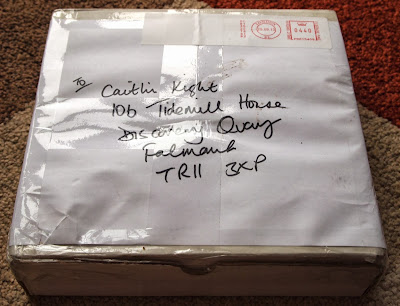 To
Caitlin Kight
106 Tidemill House
Discovery Quay
Falmouth
TR11 3XP